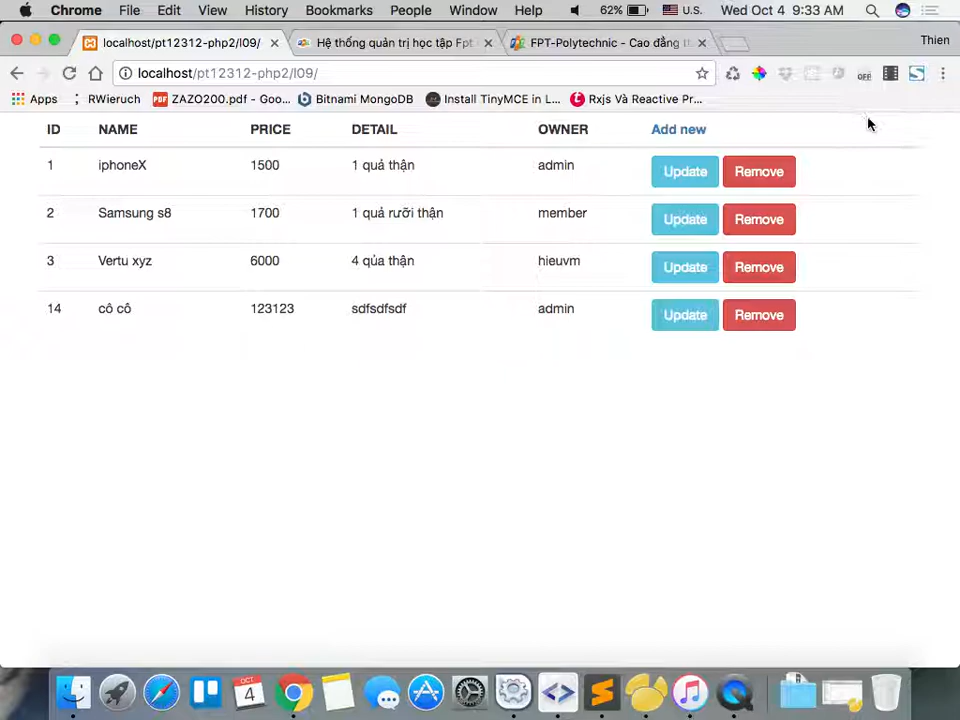 Chrome File Edit View History Bookmarks People Window Help 62% U.S. Wed Oct 4 9:33 AM
localhost/pt12312-php2/l09/ Hệ thống quản trị học tập Fpt FPT-Polytechnic - Cao đẳng th Thien
localhost/pt12312-php2/l09/ OFF
Apps RWieruch ZAZO200.pdf - Goo... Bitnami MongoDB Install TinyMCE in L... Rxjs Và Reactive Pr...
ID NAME PRICE DETAIL OWNER Add new
1 iphoneX 1500 1 quả thận admin Update Remove
2 Samsung s8 1700 1 quả rưỡi thận member Update Remove
3 Vertu xyz 6000 4 qủa thận hieuvm Update Remove
14 cô cô 123123 sdfsdfsdf admin Update Remove
OCT
4